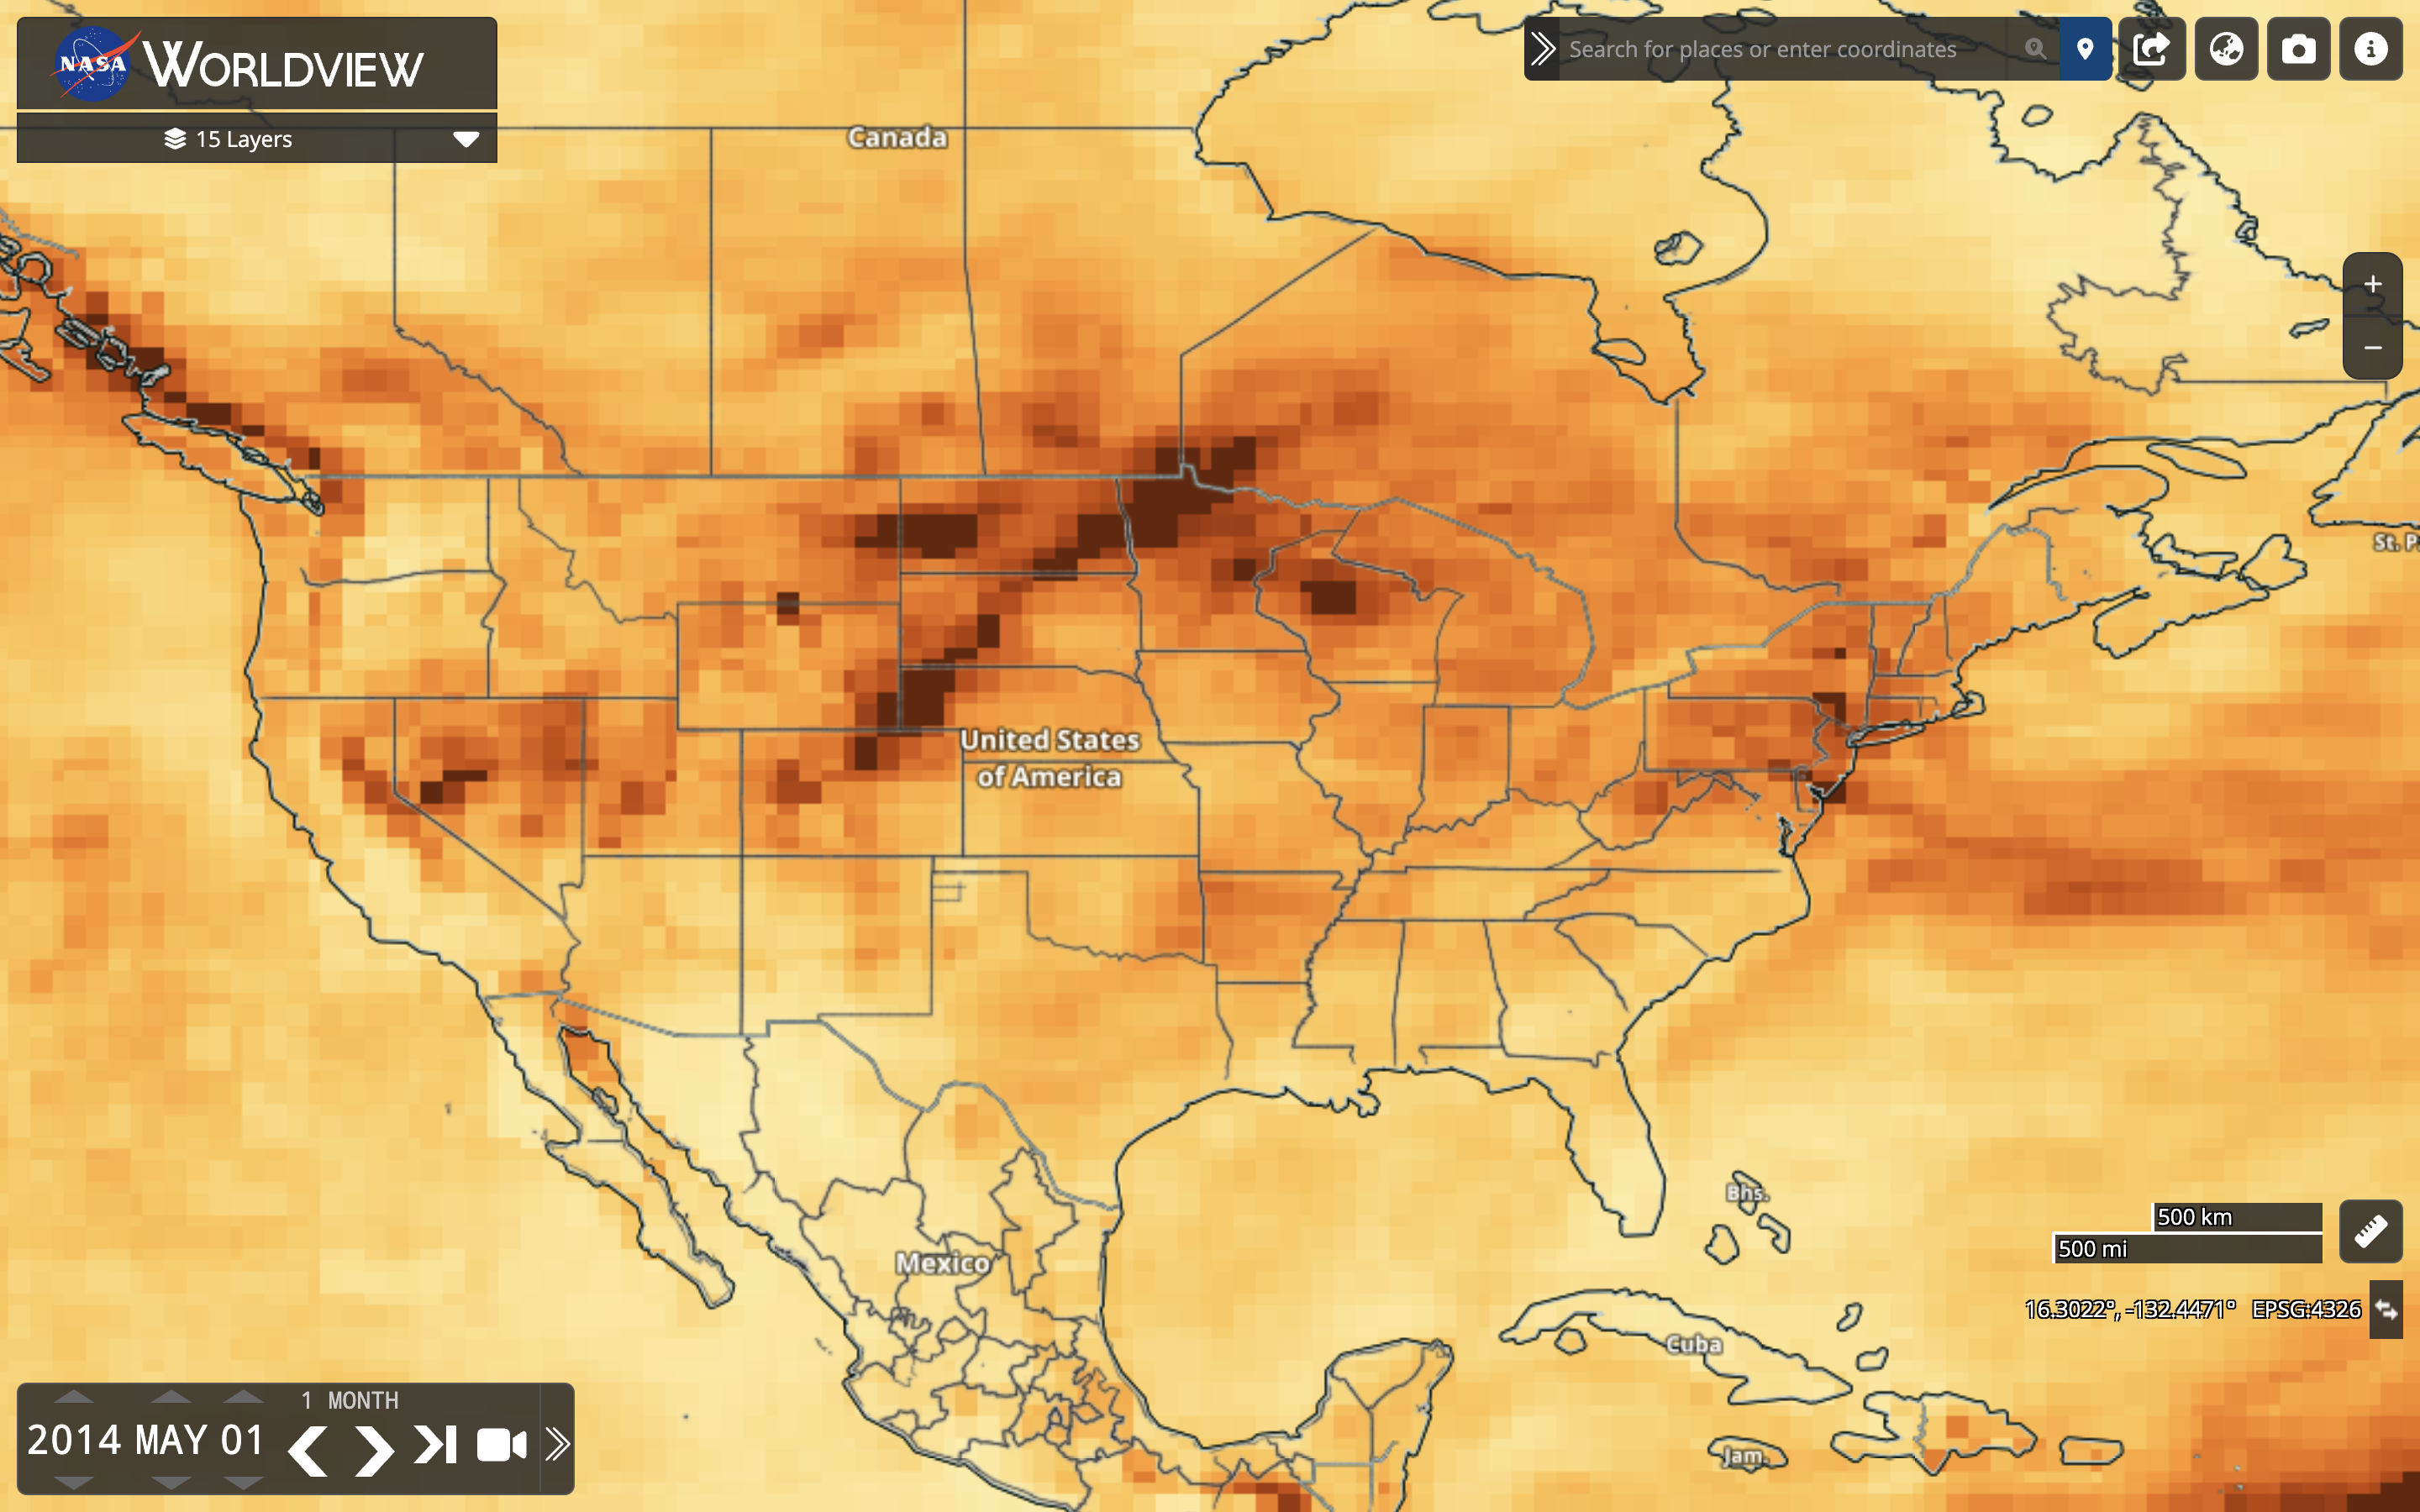 NASA WORLDVIEW
15 Layers
Search for places or enter coordinates
Canada
+
−
St. P
United States
of America
Bhs.
500 km
500 mi
Mexico
16.3022°, -132.4471° EPSG:4326
Cuba
Jam.
1 MONTH
2014 MAY 01